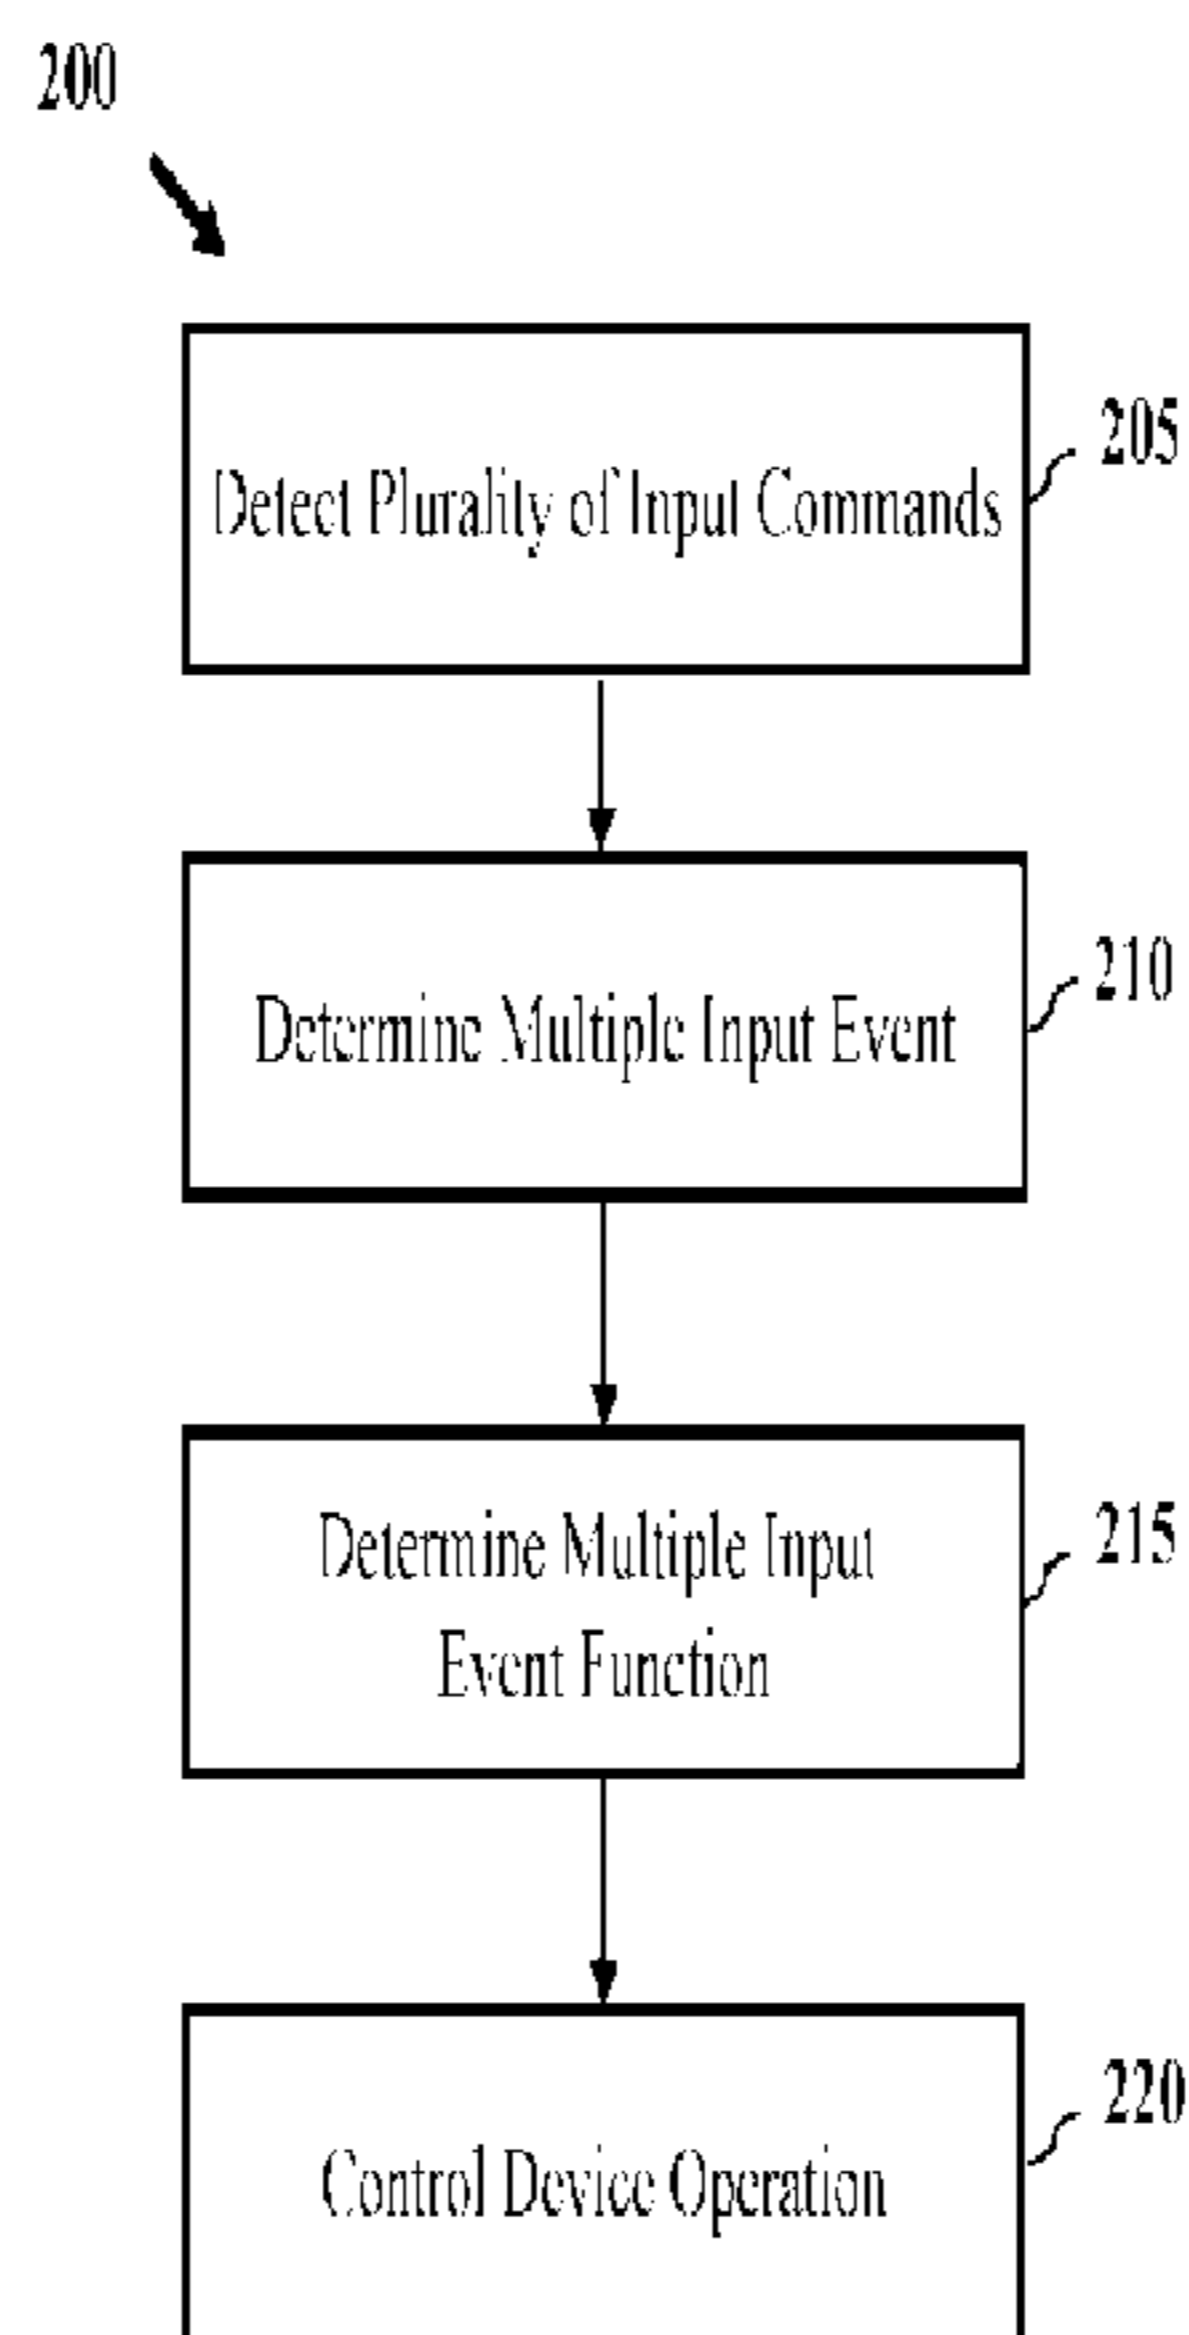 200
Detect Plurality of Input Commands
205
Determine Multiple Input Event
210
Determine Multiple Input
Event Function
215
Control Device Operation
220